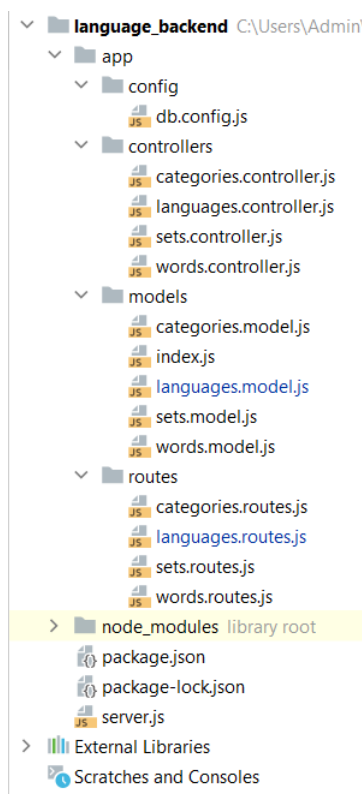 language_backend C:\Users\Admin\
app
config
db.config.js
controllers
categories.controller.js
languages.controller.js
sets.controller.js
words.controller.js
models
categories.model.js
index.js
languages.model.js
sets.model.js
words.model.js
routes
categories.routes.js
languages.routes.js
sets.routes.js
words.routes.js
node_modules library root
package.json
package-lock.json
server.js
External Libraries
Scratches and Consoles